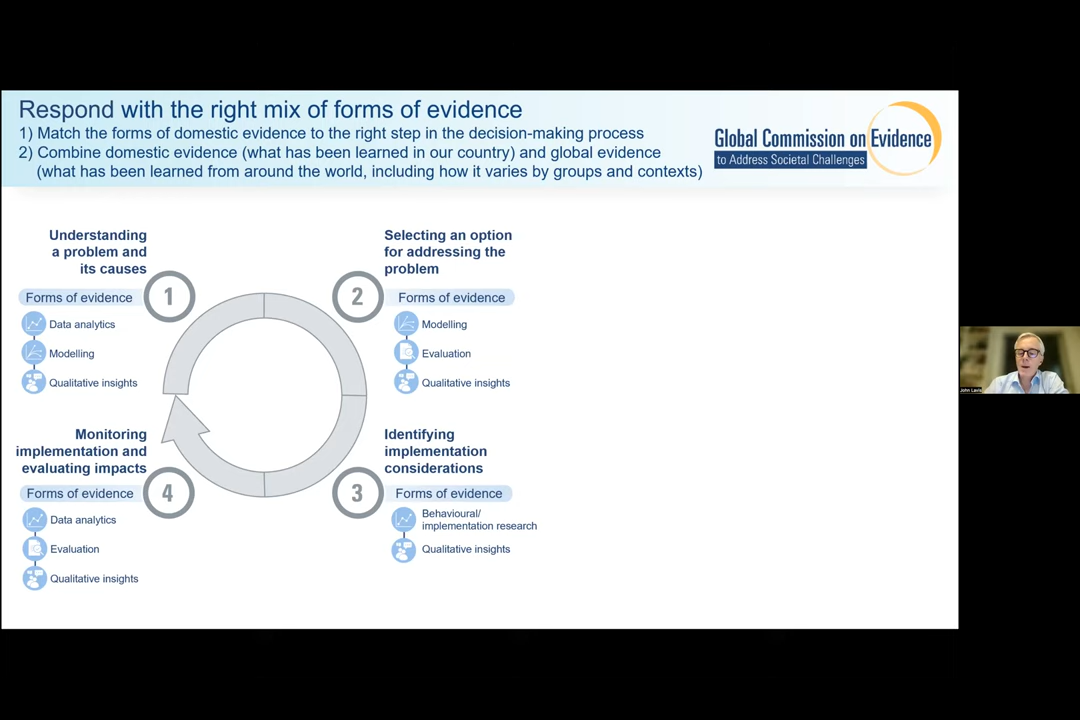 Respond with the right mix of forms of evidence
1) Match the forms of domestic evidence to the right step in the decision-making process
2) Combine domestic evidence (what has been learned in our country) and global evidence
(what has been learned from around the world, including how it varies by groups and contexts)
Global Commission on Evidence
to Address Societal Challenges
Understanding
a problem and
its causes
1
Forms of evidence
Data analytics
Modelling
Qualitative insights
Selecting an option
for addressing the
problem
2
Forms of evidence
Modelling
Evaluation
Qualitative insights
Identifying
implementation
considerations
3
Forms of evidence
Behavioural/
implementation research
Qualitative insights
Monitoring
implementation and
evaluating impacts
4
Forms of evidence
Data analytics
Evaluation
Qualitative insights
John Lavis